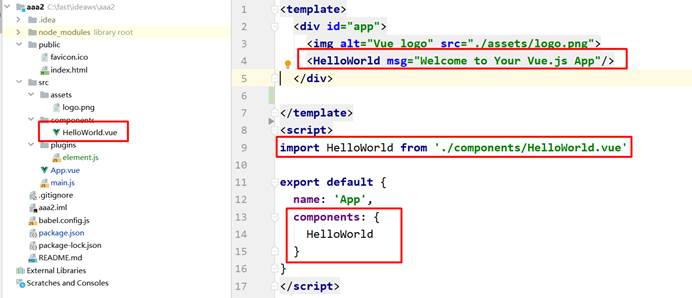 aaa2 C:\fast\ideaws\aaa2
.idea
node_modules library root
public
favicon.ico
index.html
src
assets
logo.png
components
HelloWorld.vue
plugins
element.js
App.vue
main.js
.gitignore
aaa2.iml
babel.config.js
package.json
package-lock.json
README.md
External Libraries
Scratches and Consoles
1 <template>
2 <div id="app">
3 <img alt="Vue logo" src="./assets/logo.png">
4 <HelloWorld msg="Welcome to Your Vue.js App"/>
5 </div>
6
7 </template>
8 <script>
9 import HelloWorld from './components/HelloWorld.vue'
10
11 export default {
12 name: 'App',
13 components: {
14 HelloWorld
15 }
16 }
17 </script>